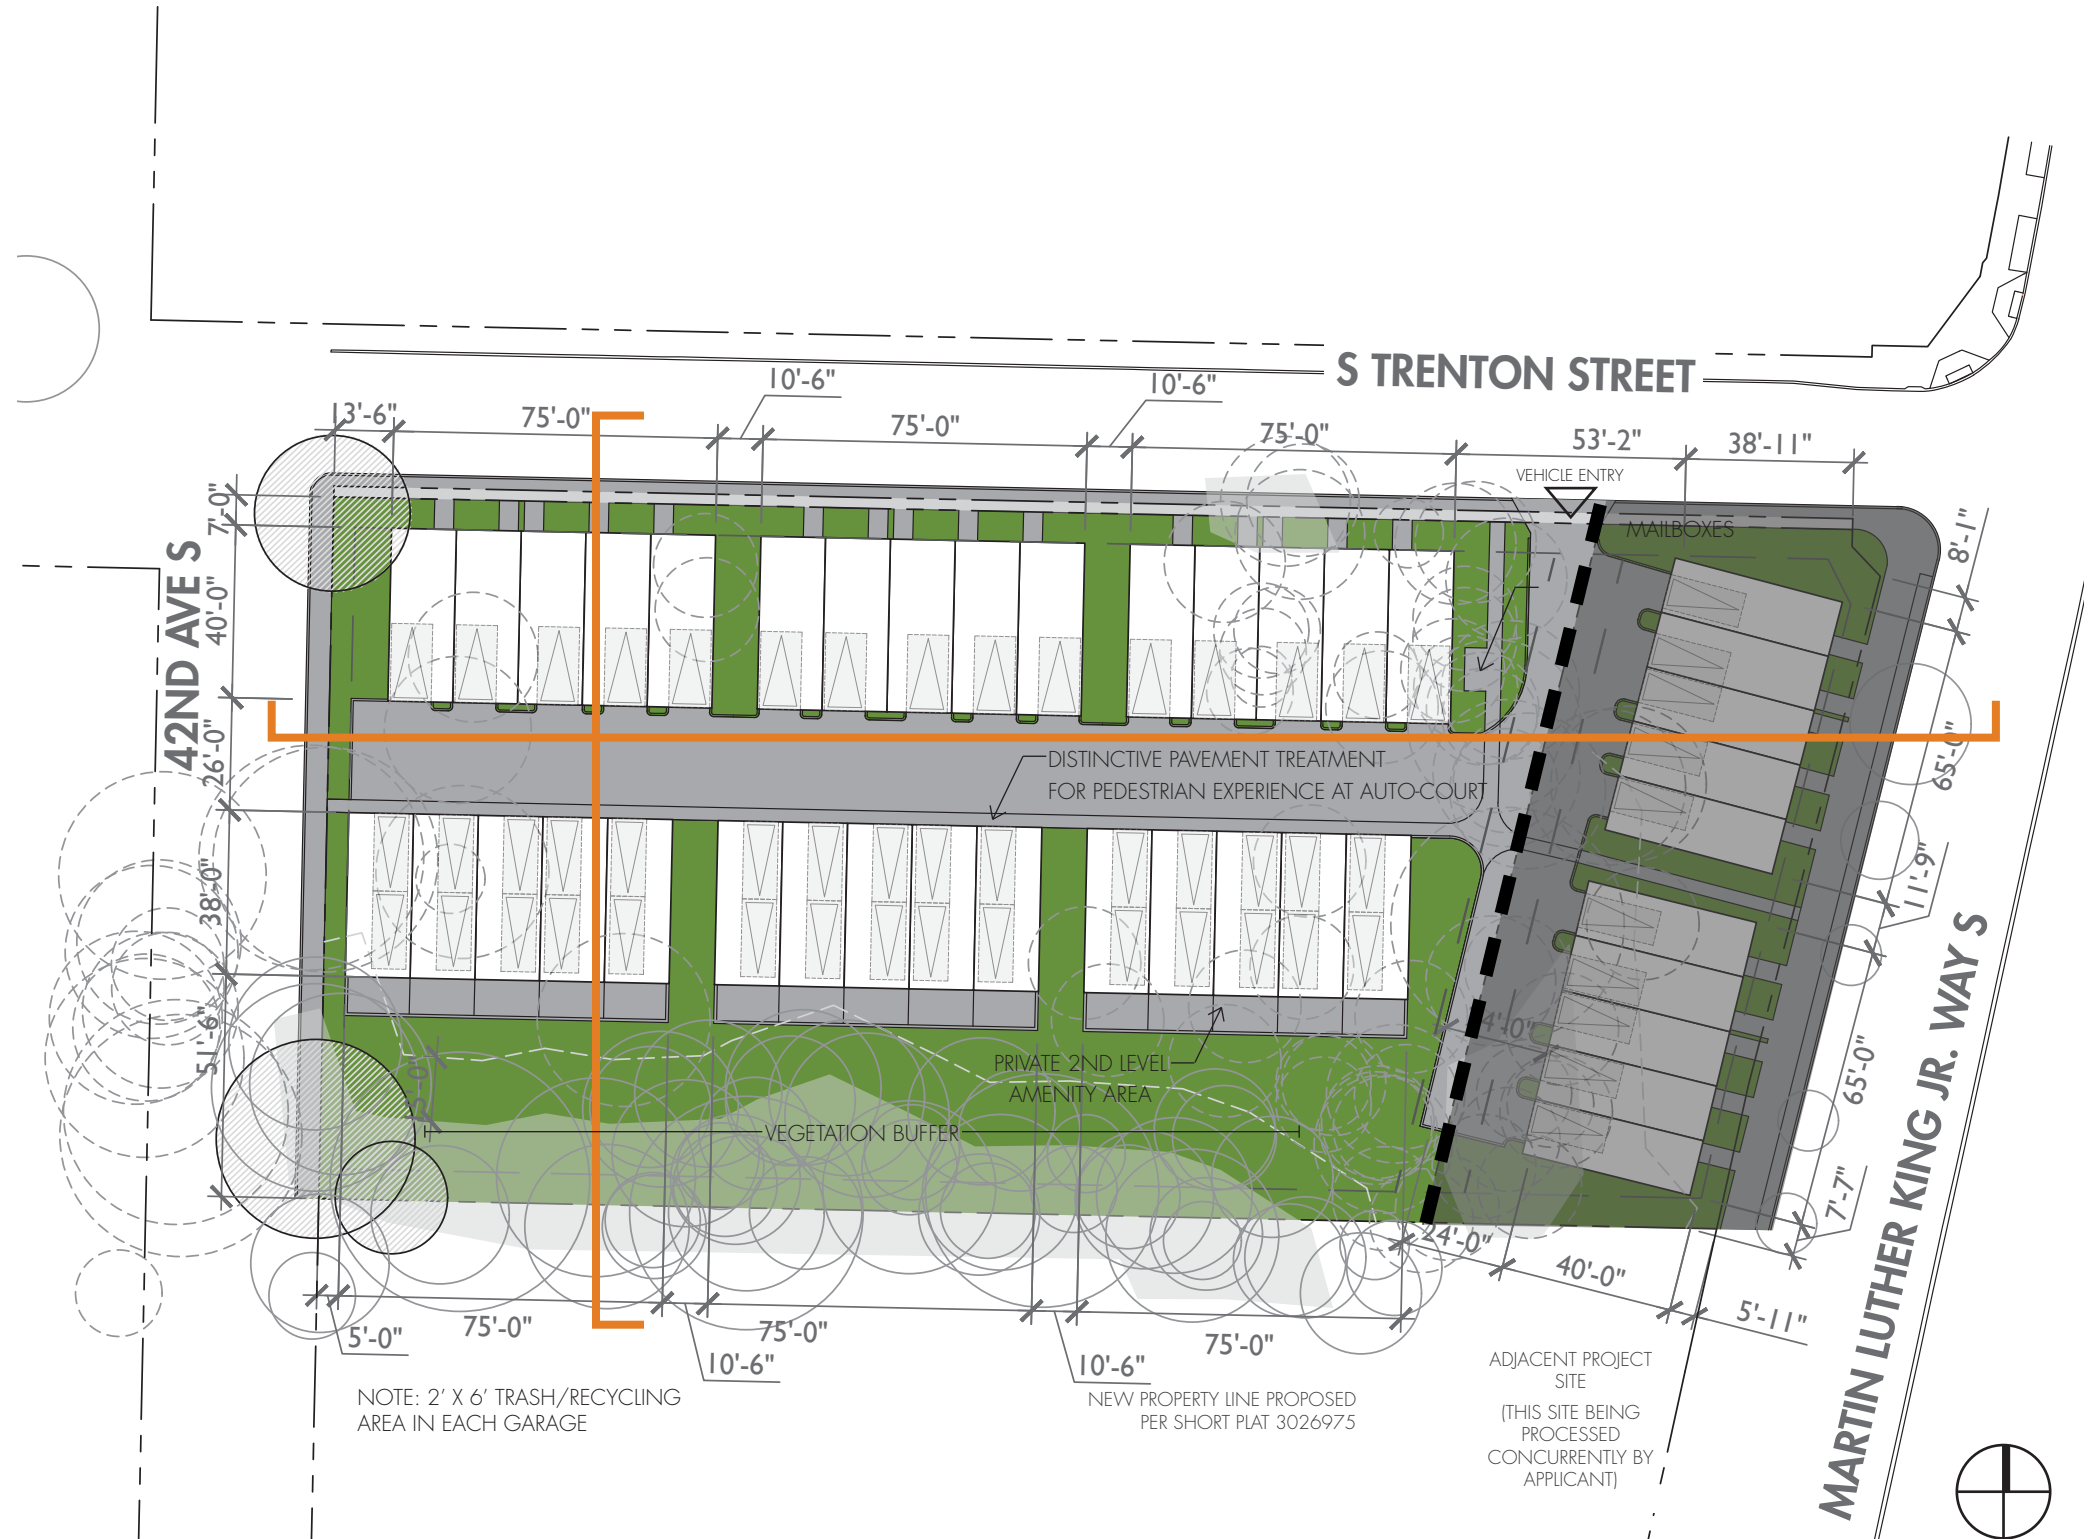 S TRENTON STREET
10'-6"
10'-6"
13'-6"
75'-0"
75'-0"
75'-0"
53'-2"
38'-11"
VEHICLE ENTRY
MAILBOXES
7'-0"
40'-0"
42ND AVE S
26'-0"
38'-0"
51'-6"
8'-1"
65'-0"
11'-9"
65'-0"
7'-7"
MARTIN LUTHER KING JR. WAY S
DISTINCTIVE PAVEMENT TREATMENT
FOR PEDESTRIAN EXPERIENCE AT AUTO-COURT
PRIVATE 2ND LEVEL
AMENITY AREA
VEGETATION BUFFER
24'-0"
40'-0"
5'-11"
5'-0"
75'-0"
10'-6"
75'-0"
10'-6"
75'-0"
NOTE: 2' X 6' TRASH/RECYCLING
AREA IN EACH GARAGE
NEW PROPERTY LINE PROPOSED
PER SHORT PLAT 3026975
ADJACENT PROJECT
SITE
(THIS SITE BEING
PROCESSED
CONCURRENTLY BY
APPLICANT)